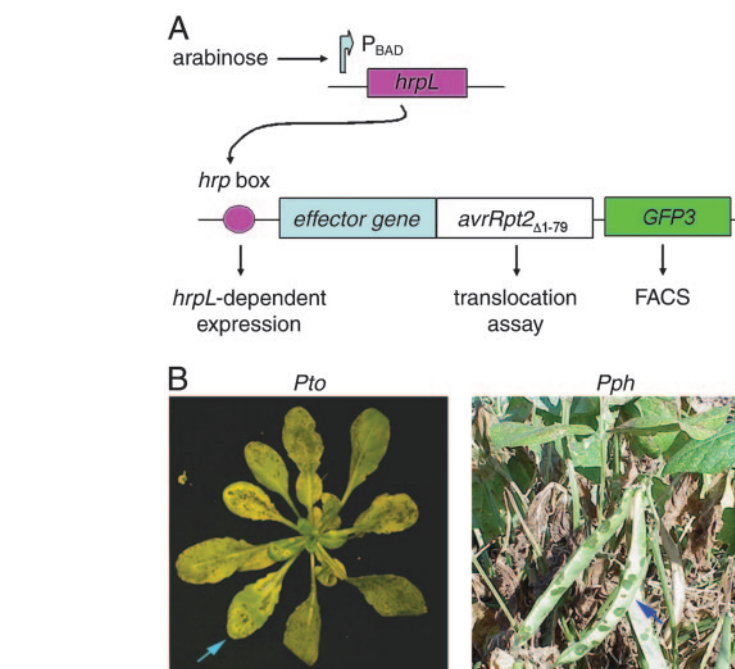 A
arabinose
P_BAD
hrpL
hrp box
effector gene
avrRpt2_Δ1-79
GFP3
hrpL-dependent
expression
translocation
assay
FACS
B
Pto
Pph